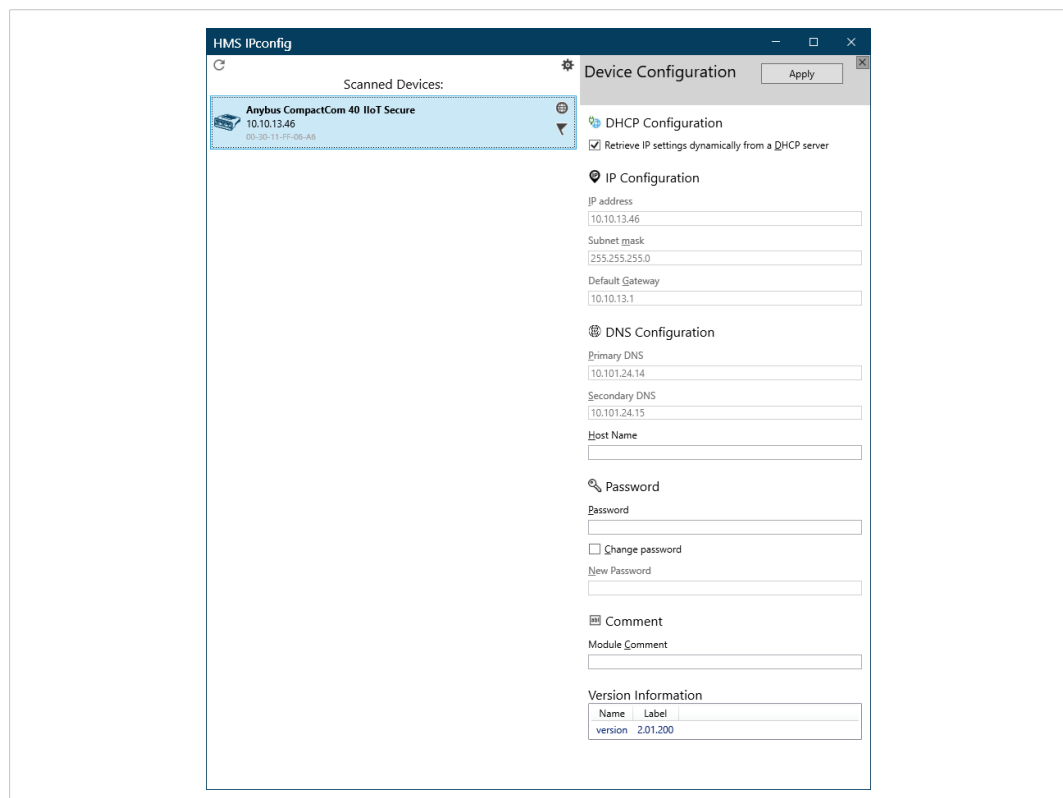 HMS IPconfig
Scanned Devices:
Anybus CompactCom 40 IIoT Secure
10.10.13.46
00-30-11-FF-06-A6
Device Configuration
Apply
DHCP Configuration
Retrieve IP settings dynamically from a DHCP server
IP Configuration
IP address
10.10.13.46
Subnet mask
255.255.255.0
Default Gateway
10.10.13.1
DNS Configuration
Primary DNS
10.101.24.14
Secondary DNS
10.101.24.15
Host Name
Password
Password
Change password
New Password
Comment
Module Comment
Version Information
Name Label
version 2.01.200